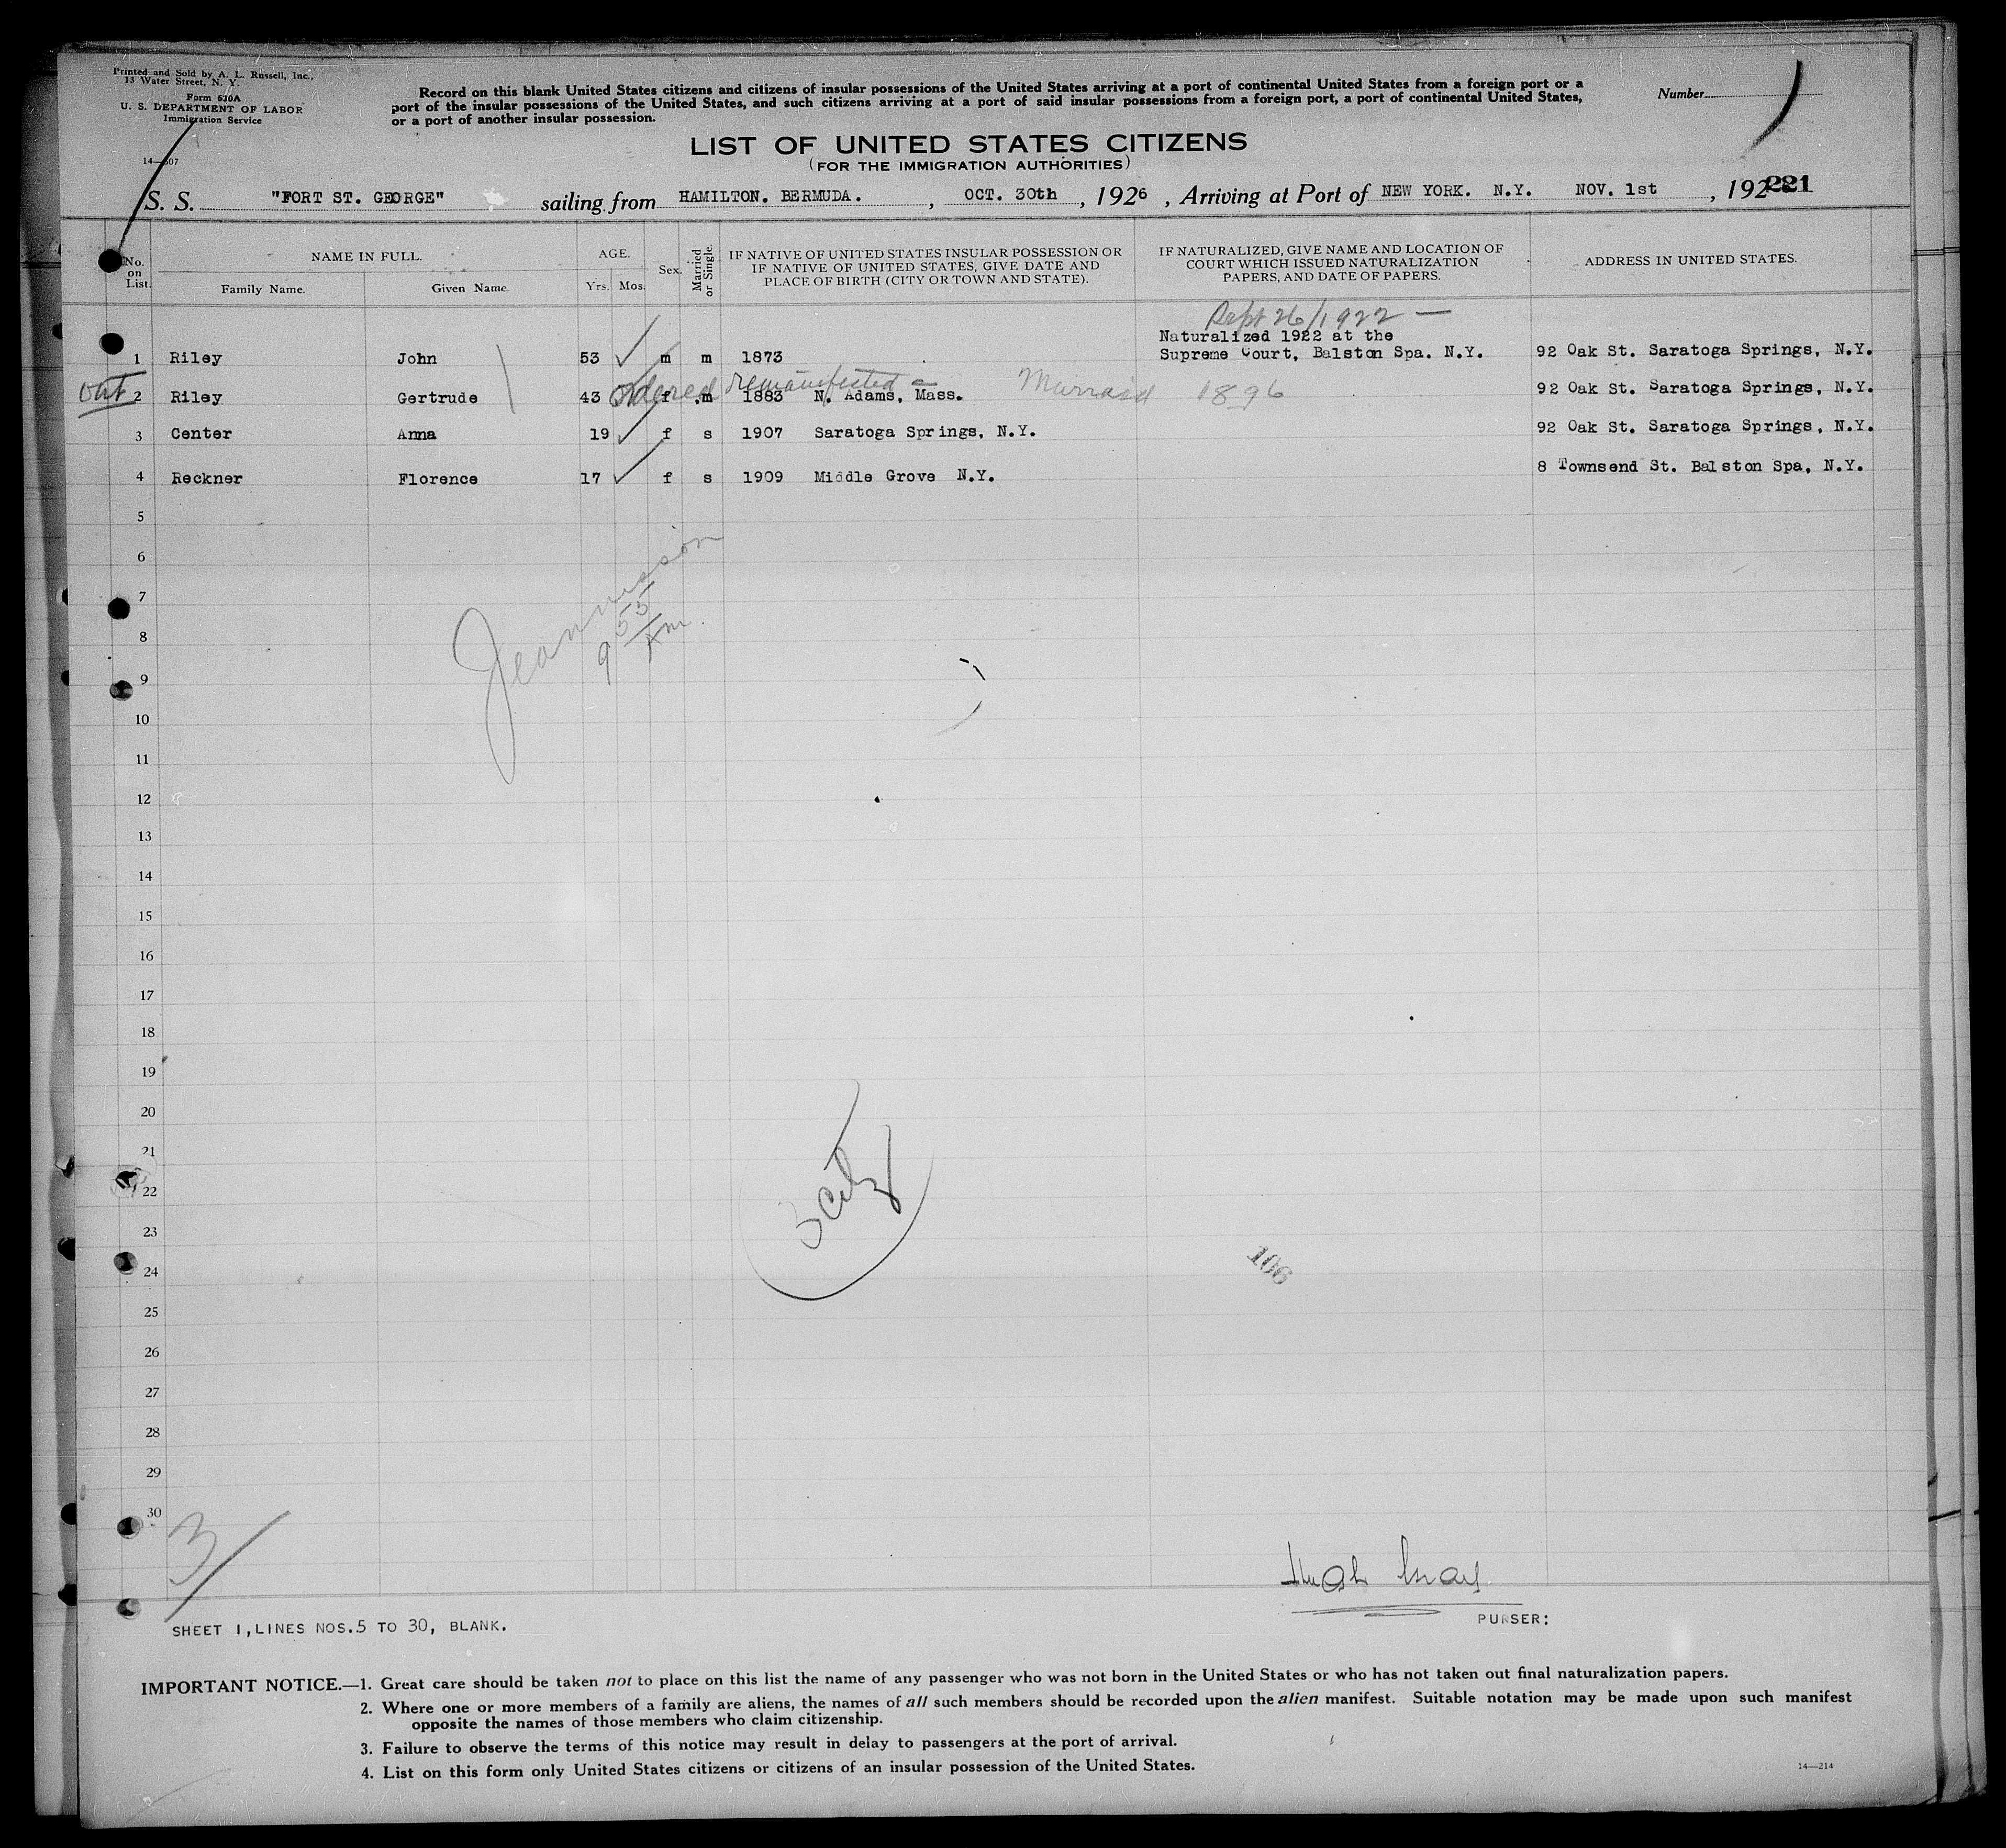 Printed and Sold by A. L. Russell, Inc.,
13 Water Street, N. Y.
Form 630A
U. S. DEPARTMENT OF LABOR
Immigration Service
14—607
Record on this blank United States citizens and citizens of insular possessions of the United States arriving at a port of continental United States from a foreign port or a
port of the insular possessions of the United States, and such citizens arriving at a port of said insular possessions from a foreign port, a port of continental United States,
or a port of another insular possession.
Number
LIST OF UNITED STATES CITIZENS
(FOR THE IMMIGRATION AUTHORITIES)
S. S. "FORT ST. GEORGE" sailing from HAMILTON. BERMUDA. , OCT. 30th , 1926 , Arriving at Port of NEW YORK. N.Y. NOV. 1st , 192 221
No. on List.
NAME IN FULL.
Family Name. Given Name
AGE.
Yrs. Mos.
Sex.
Married or Single.
IF NATIVE OF UNITED STATES INSULAR POSSESSION OR
IF NATIVE OF UNITED STATES, GIVE DATE AND
PLACE OF BIRTH (CITY OR TOWN AND STATE).
IF NATURALIZED, GIVE NAME AND LOCATION OF
COURT WHICH ISSUED NATURALIZATION
PAPERS, AND DATE OF PAPERS.
ADDRESS IN UNITED STATES.
Sept 26/1922 —
Naturalized 1922 at the
1 Riley John 53 m m 1873 Supreme Court, Balston Spa. N.Y. 92 Oak St. Saratoga Springs, N.Y.
Out ordered remanifested Married 1896
2 Riley Gertrude 43 f m 1883 N. Adams, Mass. 92 Oak St. Saratoga Springs, N.Y.
3 Center Anna 19 f s 1907 Saratoga Springs, N.Y. 92 Oak St. Saratoga Springs, N.Y.
4 Reckner Florence 17 f s 1909 Middle Grove N.Y. 8 Townsend St. Balston Spa, N.Y.
5
6
7
8
9
10
11
12
13
14
15
16
17
18
19
20
21
22
23
24
25
26
27
28
29
30
9 55 Am.
106
3
PURSER:
SHEET 1, LINES NOS. 5 TO 30, BLANK.
IMPORTANT NOTICE.—1. Great care should be taken not to place on this list the name of any passenger who was not born in the United States or who has not taken out final naturalization papers.
2. Where one or more members of a family are aliens, the names of all such members should be recorded upon the alien manifest. Suitable notation may be made upon such manifest
opposite the names of those members who claim citizenship.
3. Failure to observe the terms of this notice may result in delay to passengers at the port of arrival.
4. List on this form only United States citizens or citizens of an insular possession of the United States.
14—214